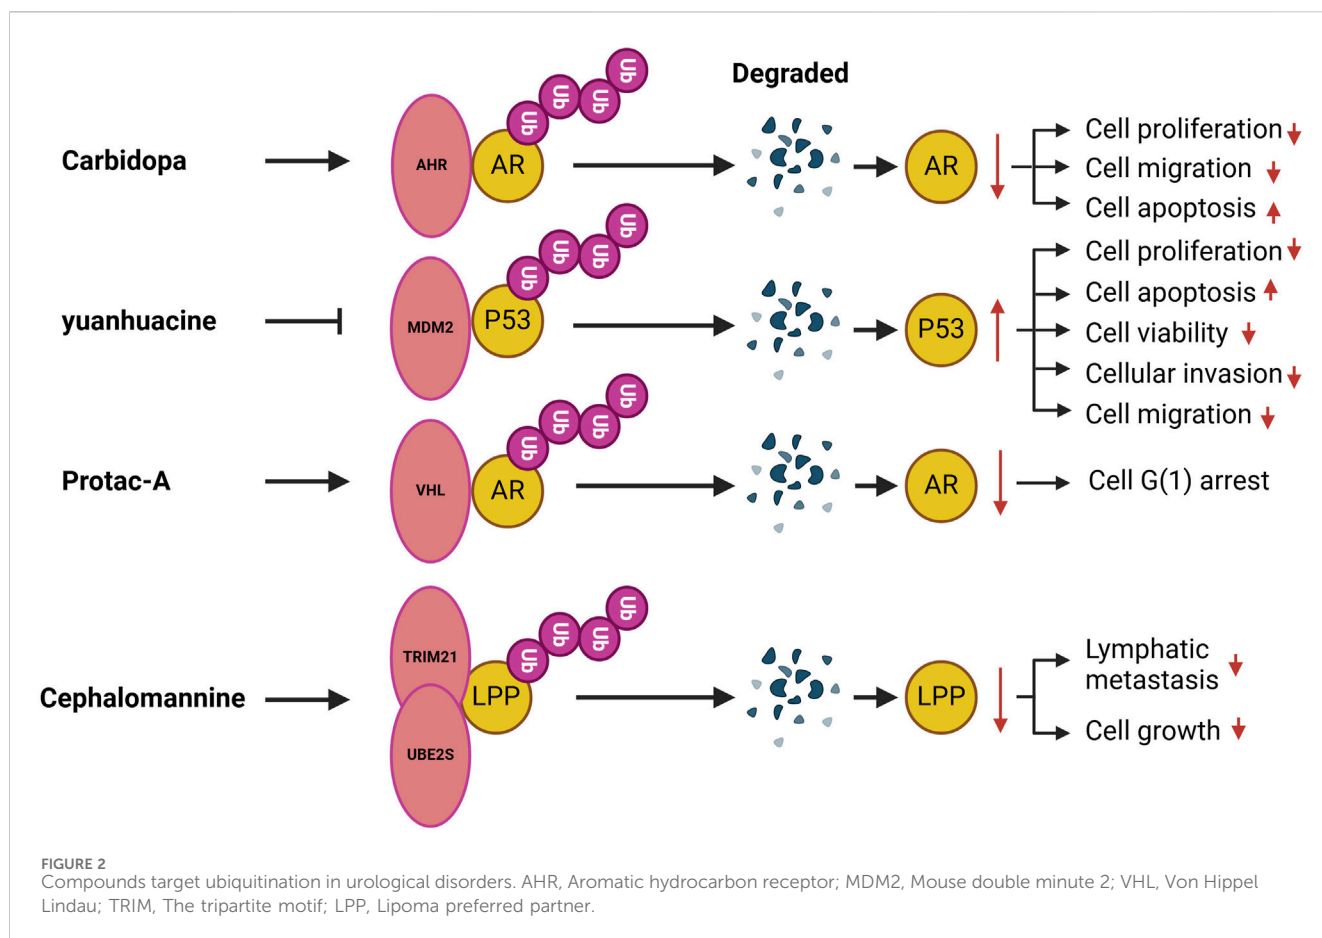 Degraded
Carbidopa
AHR
AR
Ub
Ub
Ub
Ub
AR
Cell proliferation
Cell migration
Cell apoptosis
yuanhuacine
MDM2
P53
Ub
Ub
Ub
Ub
P53
Cell proliferation
Cell apoptosis
Cell viability
Cellular invasion
Cell migration
Protac-A
VHL
AR
Ub
Ub
Ub
Ub
AR
Cell G(1) arrest
Cephalomannine
TRIM21
UBE2S
LPP
Ub
Ub
Ub
Ub
LPP
Lymphatic
metastasis
Cell growth
FIGURE 2
Compounds target ubiquitination in urological disorders. AHR, Aromatic hydrocarbon receptor; MDM2, Mouse double minute 2; VHL, Von Hippel
Lindau; TRIM, The tripartite motif; LPP, Lipoma preferred partner.